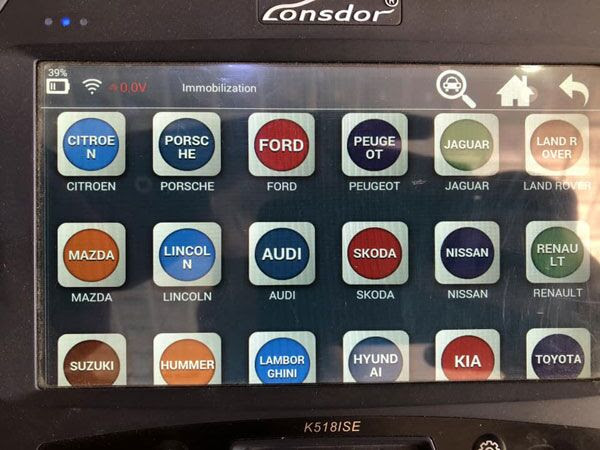 Lonsdor®
39%
0.0V
Immobilization
CITROE
N
PORSC
HE
FORD
PEUGE
OT
JAGUAR
LAND R
OVER
CITROEN
PORSCHE
FORD
PEUGEOT
JAGUAR
LAND ROVER
MAZDA
LINCOL
N
AUDI
SKODA
NISSAN
RENAU
LT
MAZDA
LINCOLN
AUDI
SKODA
NISSAN
RENAULT
SUZUKI
HUMMER
LAMBOR
GHINI
HYUND
AI
KIA
TOYOTA
K518ISE